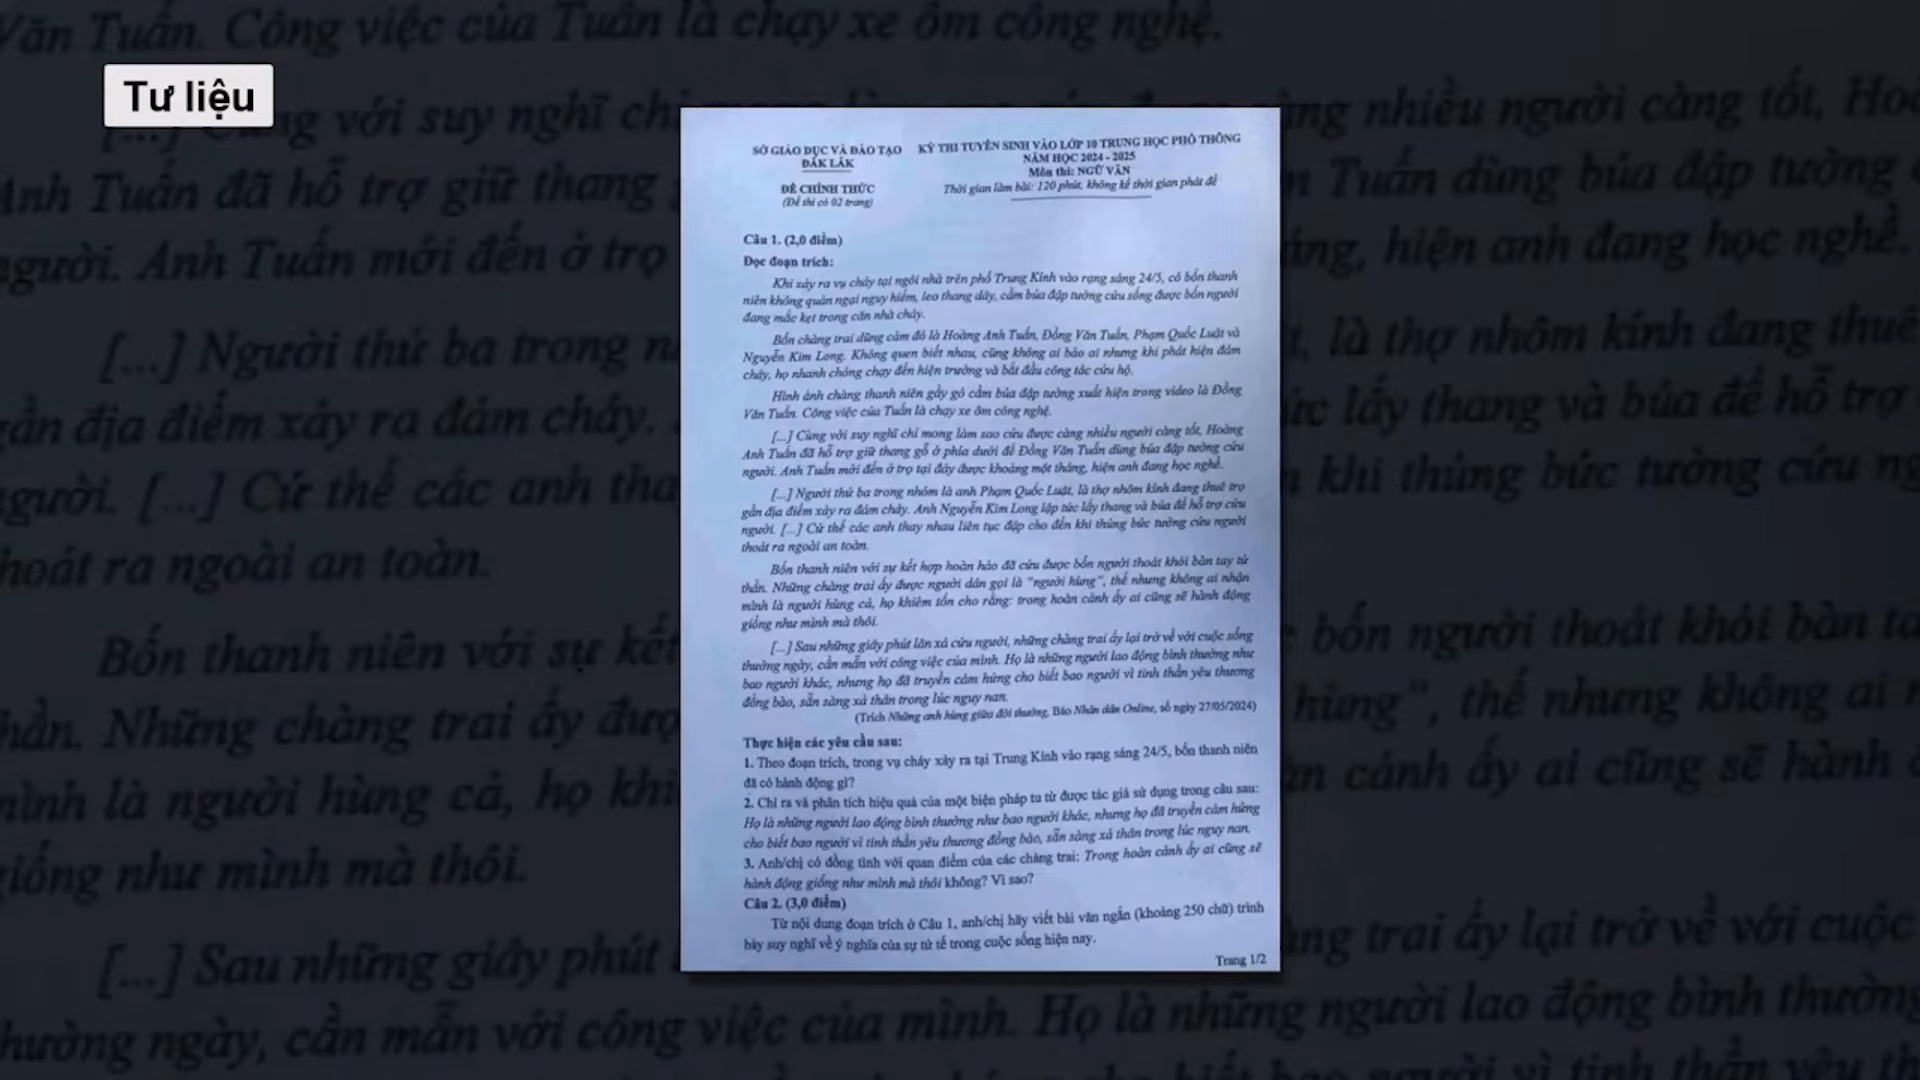 Tư liệu
SỞ GIÁO DỤC VÀ ĐÀO TẠO
ĐẮK LẮK
ĐỀ CHÍNH THỨC
(Đề thi có 02 trang)
KỲ THI TUYỂN SINH VÀO LỚP 10 TRUNG HỌC PHỔ THÔNG
NĂM HỌC 2024 - 2025
Môn thi: NGỮ VĂN
Thời gian làm bài: 120 phút, không kể thời gian phát đề
Câu 1. (2,0 điểm)
Đọc đoạn trích:
Khi xảy ra vụ cháy tại ngôi nhà trên phố Trung Kính vào rạng sáng 24/5, có bốn thanh
niên không quản ngại nguy hiểm, leo thang dây, cầm búa đập tường cứu sống được bốn người
đang mắc kẹt trong căn nhà cháy.
Bốn chàng trai dũng cảm đó là Hoàng Anh Tuấn, Đồng Văn Tuấn, Phạm Quốc Luật và
Nguyễn Kim Long. Không quen biết nhau, cũng không ai bảo ai nhưng khi phát hiện đám
cháy, họ nhanh chóng chạy đến hiện trường và bắt đầu công tác cứu hộ.
Hình ảnh chàng thanh niên gầy gò cầm búa đập tường xuất hiện trong video là Đồng
Văn Tuấn. Công việc của Tuấn là chạy xe ôm công nghệ.
[...] Cùng với suy nghĩ chỉ mong làm sao cứu được càng nhiều người càng tốt, Hoàng
Anh Tuấn đã hỗ trợ giữ thang gỗ ở phía dưới để Đồng Văn Tuấn dùng búa đập tường cứu
người. Anh Tuấn mới đến ở trọ tại đây được khoảng một tháng, hiện anh đang học nghề.
[...] Người thứ ba trong nhóm là anh Phạm Quốc Luật, là thợ nhôm kính đang thuê trọ
gần địa điểm xảy ra đám cháy. Anh Nguyễn Kim Long lập tức lấy thang và búa để hỗ trợ cứu
người. [...] Cứ thế các anh thay nhau liên tục đập cho đến khi thủng bức tường cứu người
thoát ra ngoài an toàn.
Bốn thanh niên với sự kết hợp hoàn hảo đã cứu được bốn người thoát khỏi bàn tay tử
thần. Những chàng trai ấy được người dân gọi là "người hùng", thế nhưng không ai nhận
mình là người hùng cả, họ khiêm tốn cho rằng: trong hoàn cảnh ấy ai cũng sẽ hành động
giống như mình mà thôi.
[...] Sau những giây phút lăn xả cứu người, những chàng trai ấy lại trở về với cuộc sống
thường ngày, cần mẫn với công việc của mình. Họ là những người lao động bình thường như
bao người khác, nhưng họ đã truyền cảm hứng cho biết bao người vì tinh thần yêu thương
đồng bào, sẵn sàng xả thân trong lúc nguy nan.
(Trích Những anh hùng giữa đời thường, Báo Nhân dân Online, số ngày 27/05/2024)
Thực hiện các yêu cầu sau:
1. Theo đoạn trích, trong vụ cháy xảy ra tại Trung Kính vào rạng sáng 24/5, bốn thanh niên
đã có hành động gì?
2. Chỉ ra và phân tích hiệu quả của một biện pháp tu từ được tác giả sử dụng trong câu sau:
Họ là những người lao động bình thường như bao người khác, nhưng họ đã truyền cảm hứng
cho biết bao người vì tinh thần yêu thương đồng bào, sẵn sàng xả thân trong lúc nguy nan.
3. Anh/chị có đồng tình với quan điểm của các chàng trai: Trong hoàn cảnh ấy ai cũng sẽ
hành động giống như mình mà thôi không? Vì sao?
Câu 2. (3,0 điểm)
Từ nội dung đoạn trích ở Câu 1, anh/chị hãy viết bài văn ngắn (khoảng 250 chữ) trình
bày suy nghĩ về ý nghĩa của sự tử tế trong cuộc sống hiện nay.
Trang 1/2